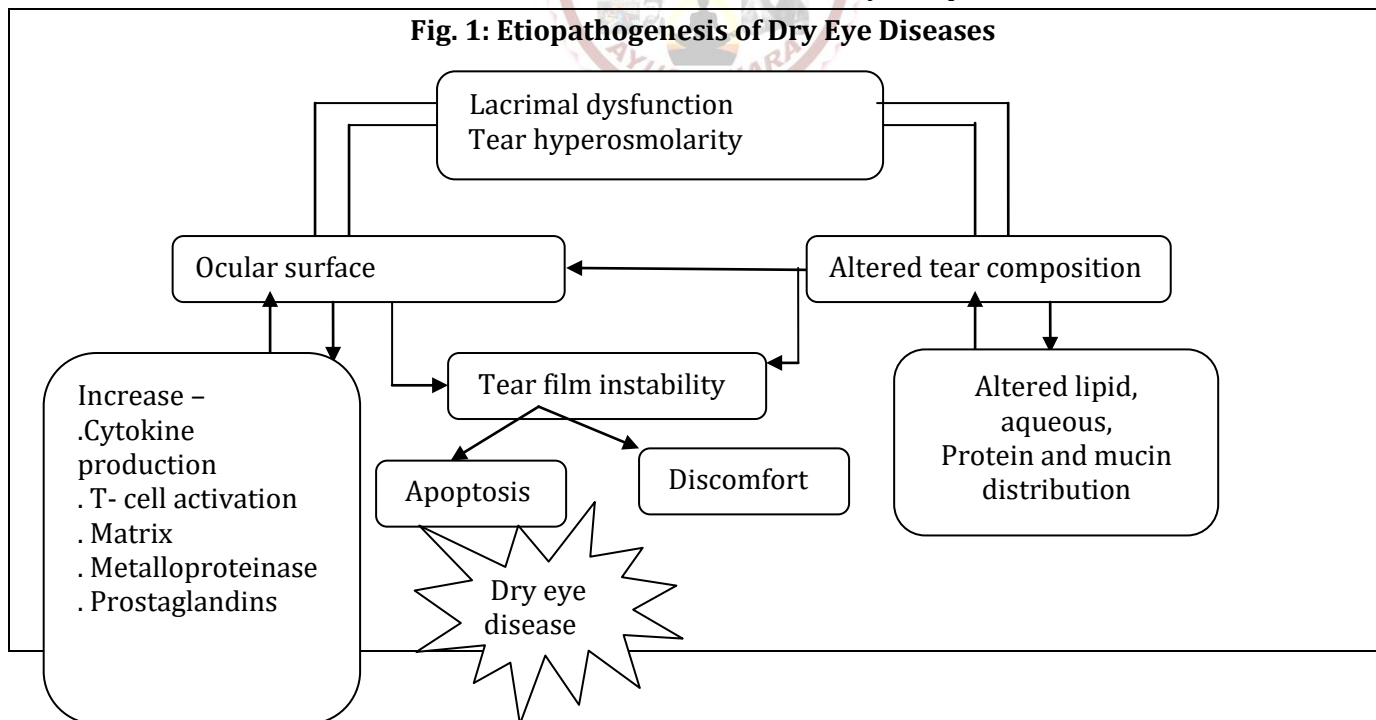 Fig. 1: Etiopathogenesis of Dry Eye Diseases
Lacrimal dysfunction
Tear hyperosmolarity
Ocular surface
Altered tear composition
Tear film instability
Increase –
.Cytokine
production
. T- cell activation
. Matrix
. Metalloproteinase
. Prostaglandins
Altered lipid,
aqueous,
Protein and mucin
distribution
Apoptosis
Discomfort
Dry eye
disease